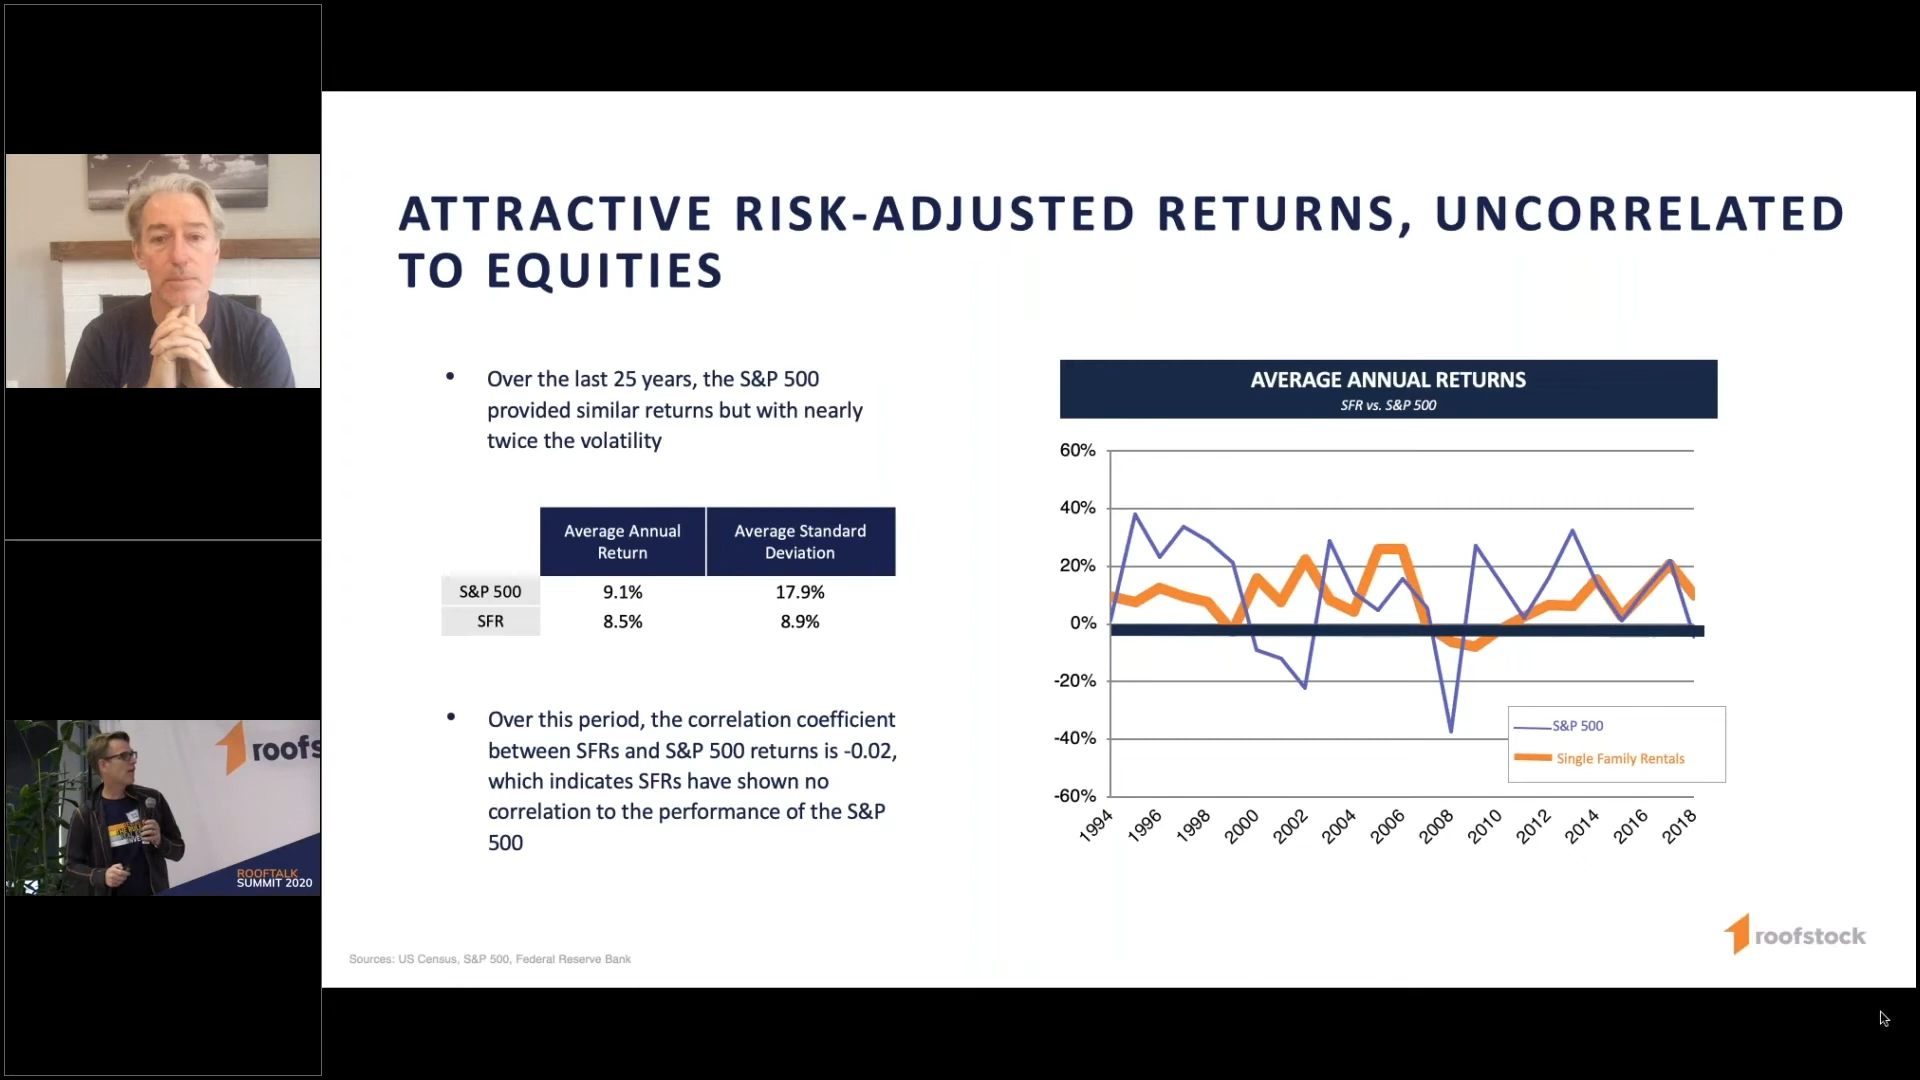 ATTRACTIVE RISK-ADJUSTED RETURNS, UNCORRELATED
TO EQUITIES
• Over the last 25 years, the S&P 500
provided similar returns but with nearly
twice the volatility
Average Annual Return
Average Standard Deviation
S&P 500 9.1% 17.9%
SFR 8.5% 8.9%
• Over this period, the correlation coefficient
between SFRs and S&P 500 returns is -0.02,
which indicates SFRs have shown no
correlation to the performance of the S&P
500
AVERAGE ANNUAL RETURNS
SFR vs. S&P 500
60%
40%
20%
0%
-20%
-40%
-60%
1994 1996 1998 2000 2002 2004 2006 2008 2010 2012 2014 2016 2018
S&P 500
Single Family Rentals
roofstock
Sources: US Census, S&P 500, Federal Reserve Bank
roofs
ROOFTALK
SUMMIT 2020